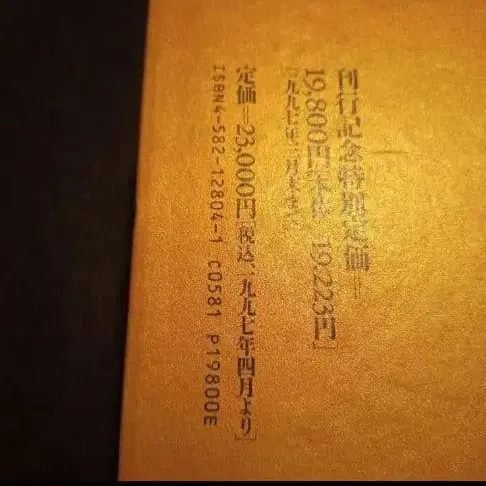 刊行記念特別定価=
19,800円[本体 19,223円]
[一九九七年三月末まで]
定価=23,000円[税込、一九九七年四月より]
ISBN4-582-12804-1 C0581 P19800E